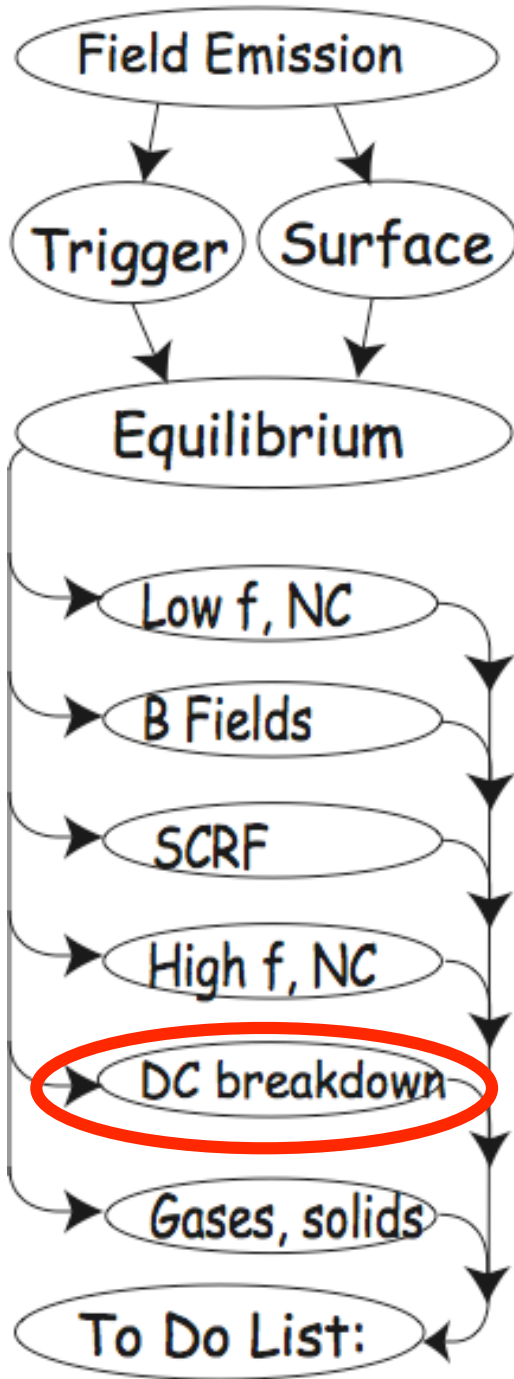 Field Emission
Trigger
Surface
Equilibrium
Low f, NC
B Fields
SCRF
High f, NC
DC breakdown
Gases, solids
To Do List: